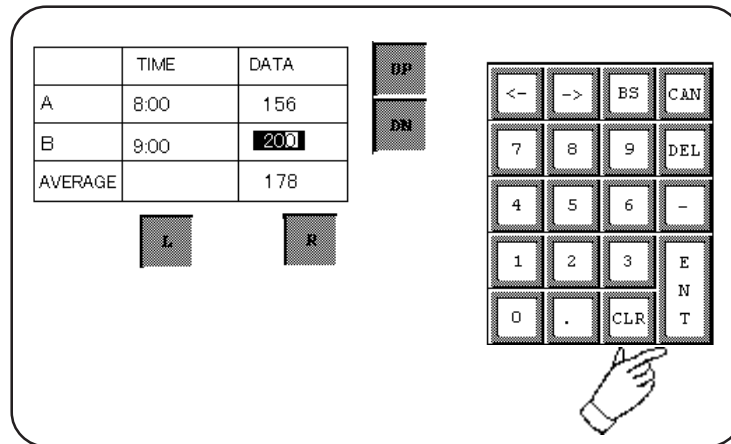 TIME DATA
A 8:00 156
B 9:00 200
AVERAGE 178
DN
L R
<- -> BS CAN
7 8 9 DEL
4 5 6 -
1 2 3
0 . CLR
ENT